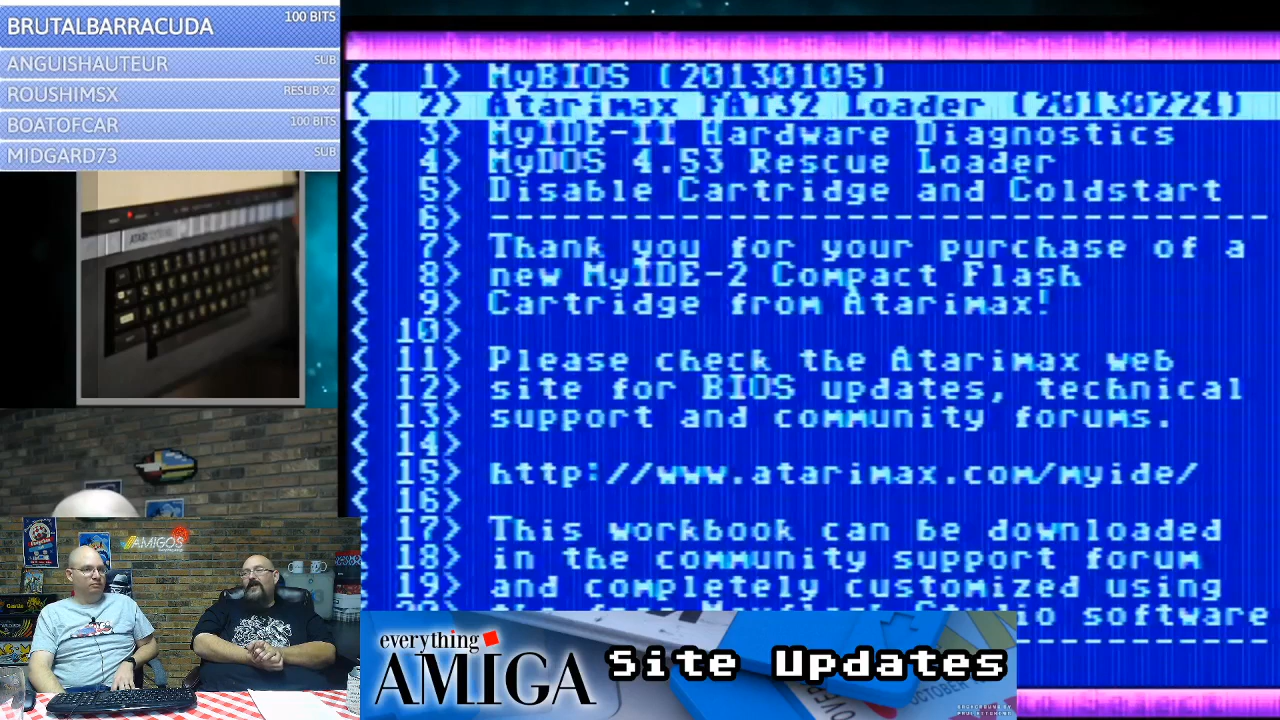 BRUTALBARRACUDA 100 BITS
ANGUISHAUTEUR SUB
ROUSHIMSX RESUB X2
BOATOFCAR 100 BITS
MIDGARD73 SUB
< 1> MyBIOS (20130105)
< 2> Atarimax FAT32 Loader (20130224)
< 3> MyIDE-II Hardware Diagnostics
< 4> MyDOS 4.53 Rescue Loader
< 5> Disable Cartridge and Coldstart
< 6> ---------------------------------
< 7> Thank you for your purchase of a
< 8> new MyIDE-2 Compact Flash
< 9> Cartridge from Atarimax!
< 10>
< 11> Please check the Atarimax web
< 12> site for BIOS updates, technical
< 13> support and community forums.
< 14>
< 15> http://www.atarimax.com/myide/
< 16>
< 17> This workbook can be downloaded
< 18> in the community support forum
< 19> and completely customized using
software
AMIGOS
everything
AMIGA
Site Updates
OCTOBER
BACKGROUND BY